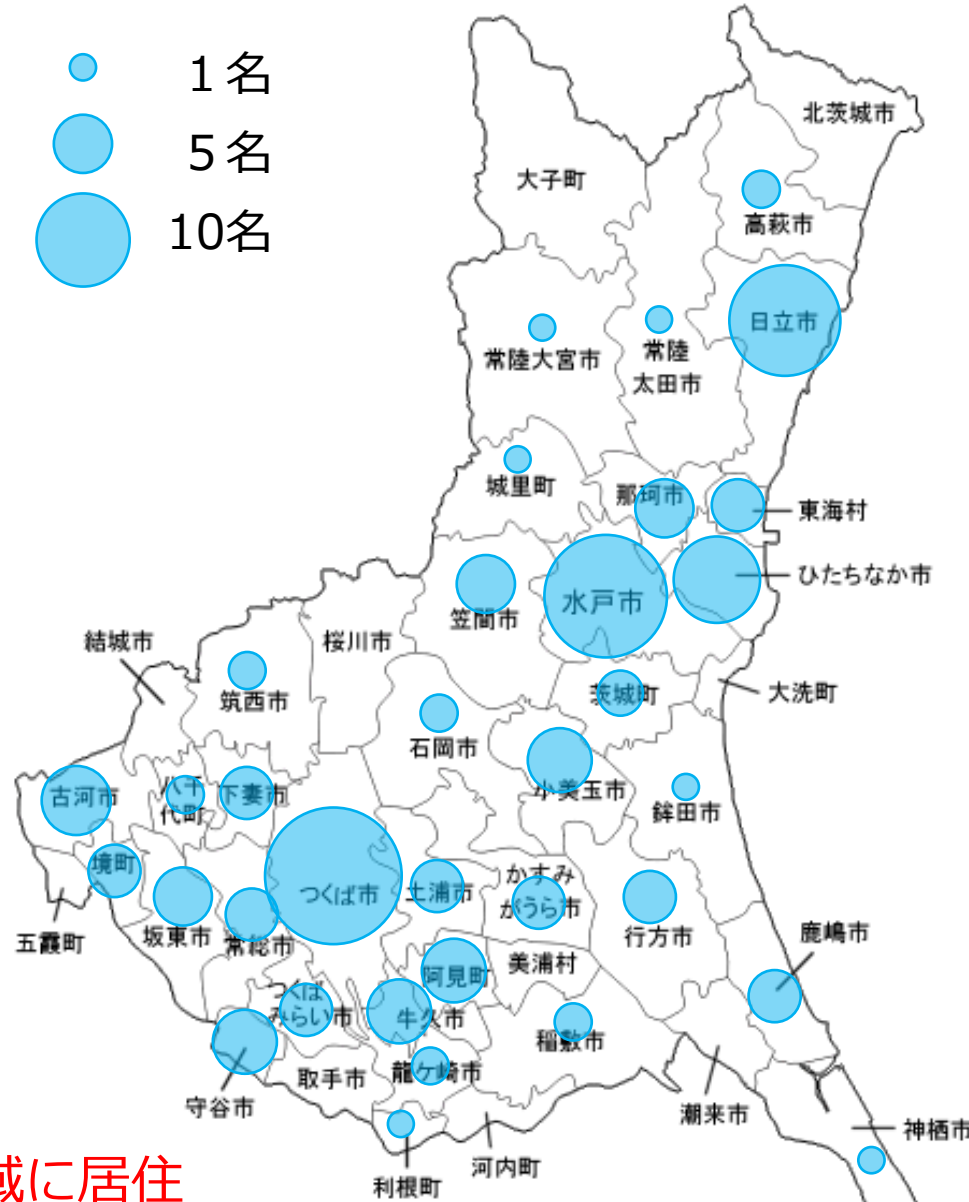 1名
5名
10名
北茨城市
大子町
高萩市
日立市
常陸大宮市
常陸
太田市
城里町
那珂市
東海村
ひたちなか市
水戸市
笠間市
結城市
桜川市
筑西市
茨城町
大洗町
石岡市
小美玉市
鉾田市
古河市
八千
代町
下妻市
境町
つくば市
土浦市
かすみ
がうら市
五霞町
坂東市
常総市
行方市
鹿嶋市
美浦村
阿見町
つくば
みらい市
牛久市
稲敷市
取手市
龍ケ崎市
守谷市
潮来市
神栖市
河内町
利根町
域に居住